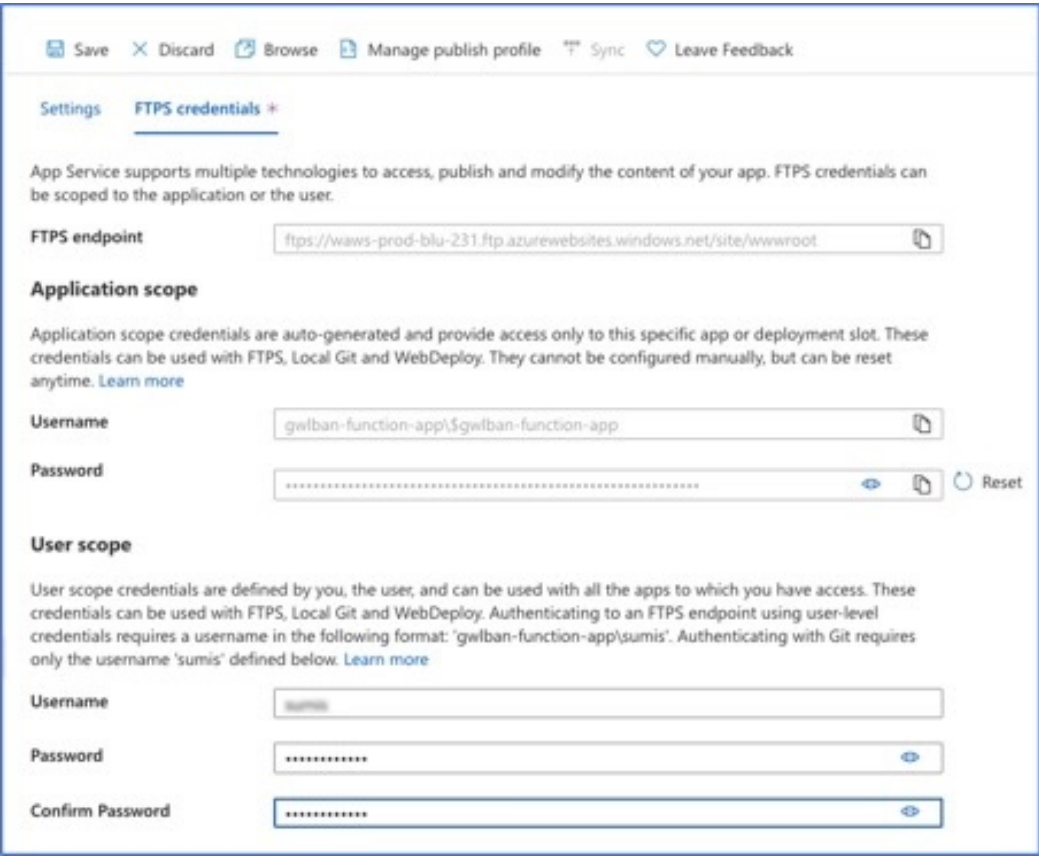 Save Discard Browse Manage publish profile Sync Leave Feedback
Settings FTPS credentials *
App Service supports multiple technologies to access, publish and modify the content of your app. FTPS credentials can
be scoped to the application or the user.
FTPS endpoint ftps://waws-prod-blu-231.ftp.azurewebsites.windows.net/site/wwwroot
Application scope
Application scope credentials are auto-generated and provide access only to this specific app or deployment slot. These
credentials can be used with FTPS, Local Git and WebDeploy. They cannot be configured manually, but can be reset
anytime. Learn more
Username gwlban-function-app\$gwlban-function-app
Password Reset
User scope
User scope credentials are defined by you, the user, and can be used with all the apps to which you have access. These
credentials can be used with FTPS, Local Git and WebDeploy. Authenticating to an FTPS endpoint using user-level
credentials requires a username in the following format: 'gwlban-function-app\sumis'. Authenticating with Git requires
only the username 'sumis' defined below. Learn more
Username
Password
Confirm Password